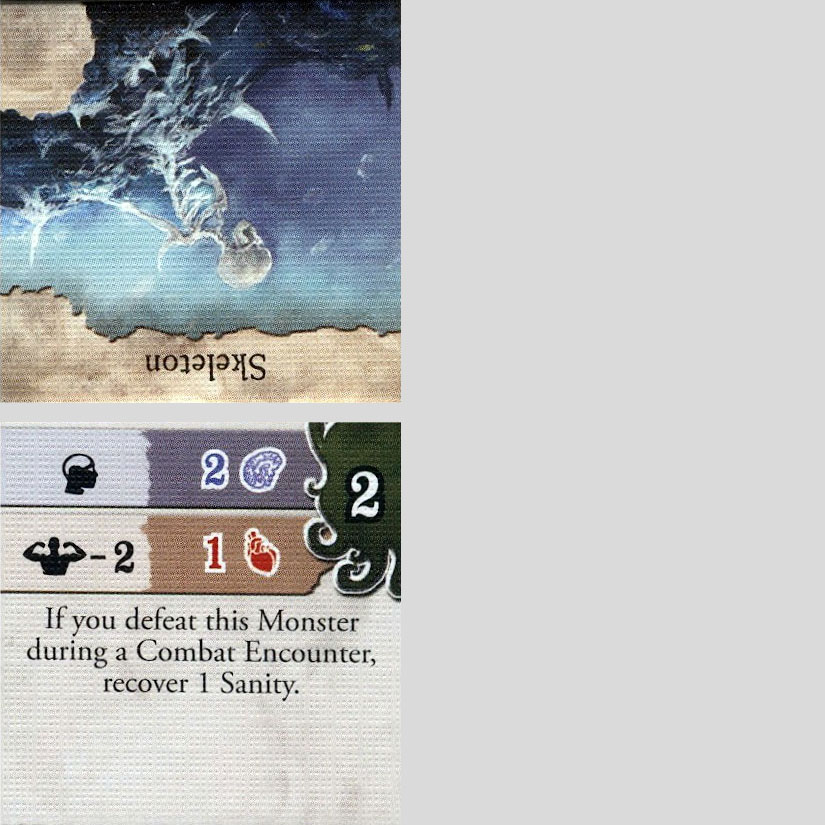 Skeleton
2
2
- 2 1
If you defeat this Monster
during a Combat Encounter,
recover 1 Sanity.